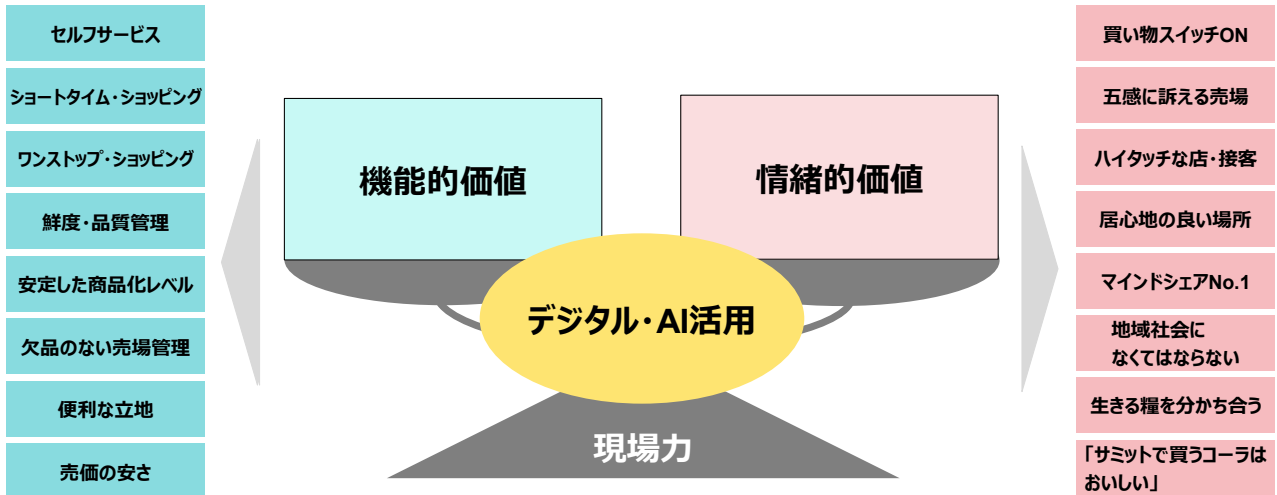 セルフサービス
ショートタイム・ショッピング
ワンストップ・ショッピング
鮮度・品質管理
安定した商品化レベル
欠品のない売場管理
便利な立地
売価の安さ
機能的価値
情緒的価値
デジタル・AI活用
現場力
買い物スイッチON
五感に訴える売場
ハイタッチな店・接客
居心地の良い場所
マインドシェアNo.1
地域社会に
なくてはならない
生きる糧を分かち合う
「サミットで買うコーラは
おいしい」